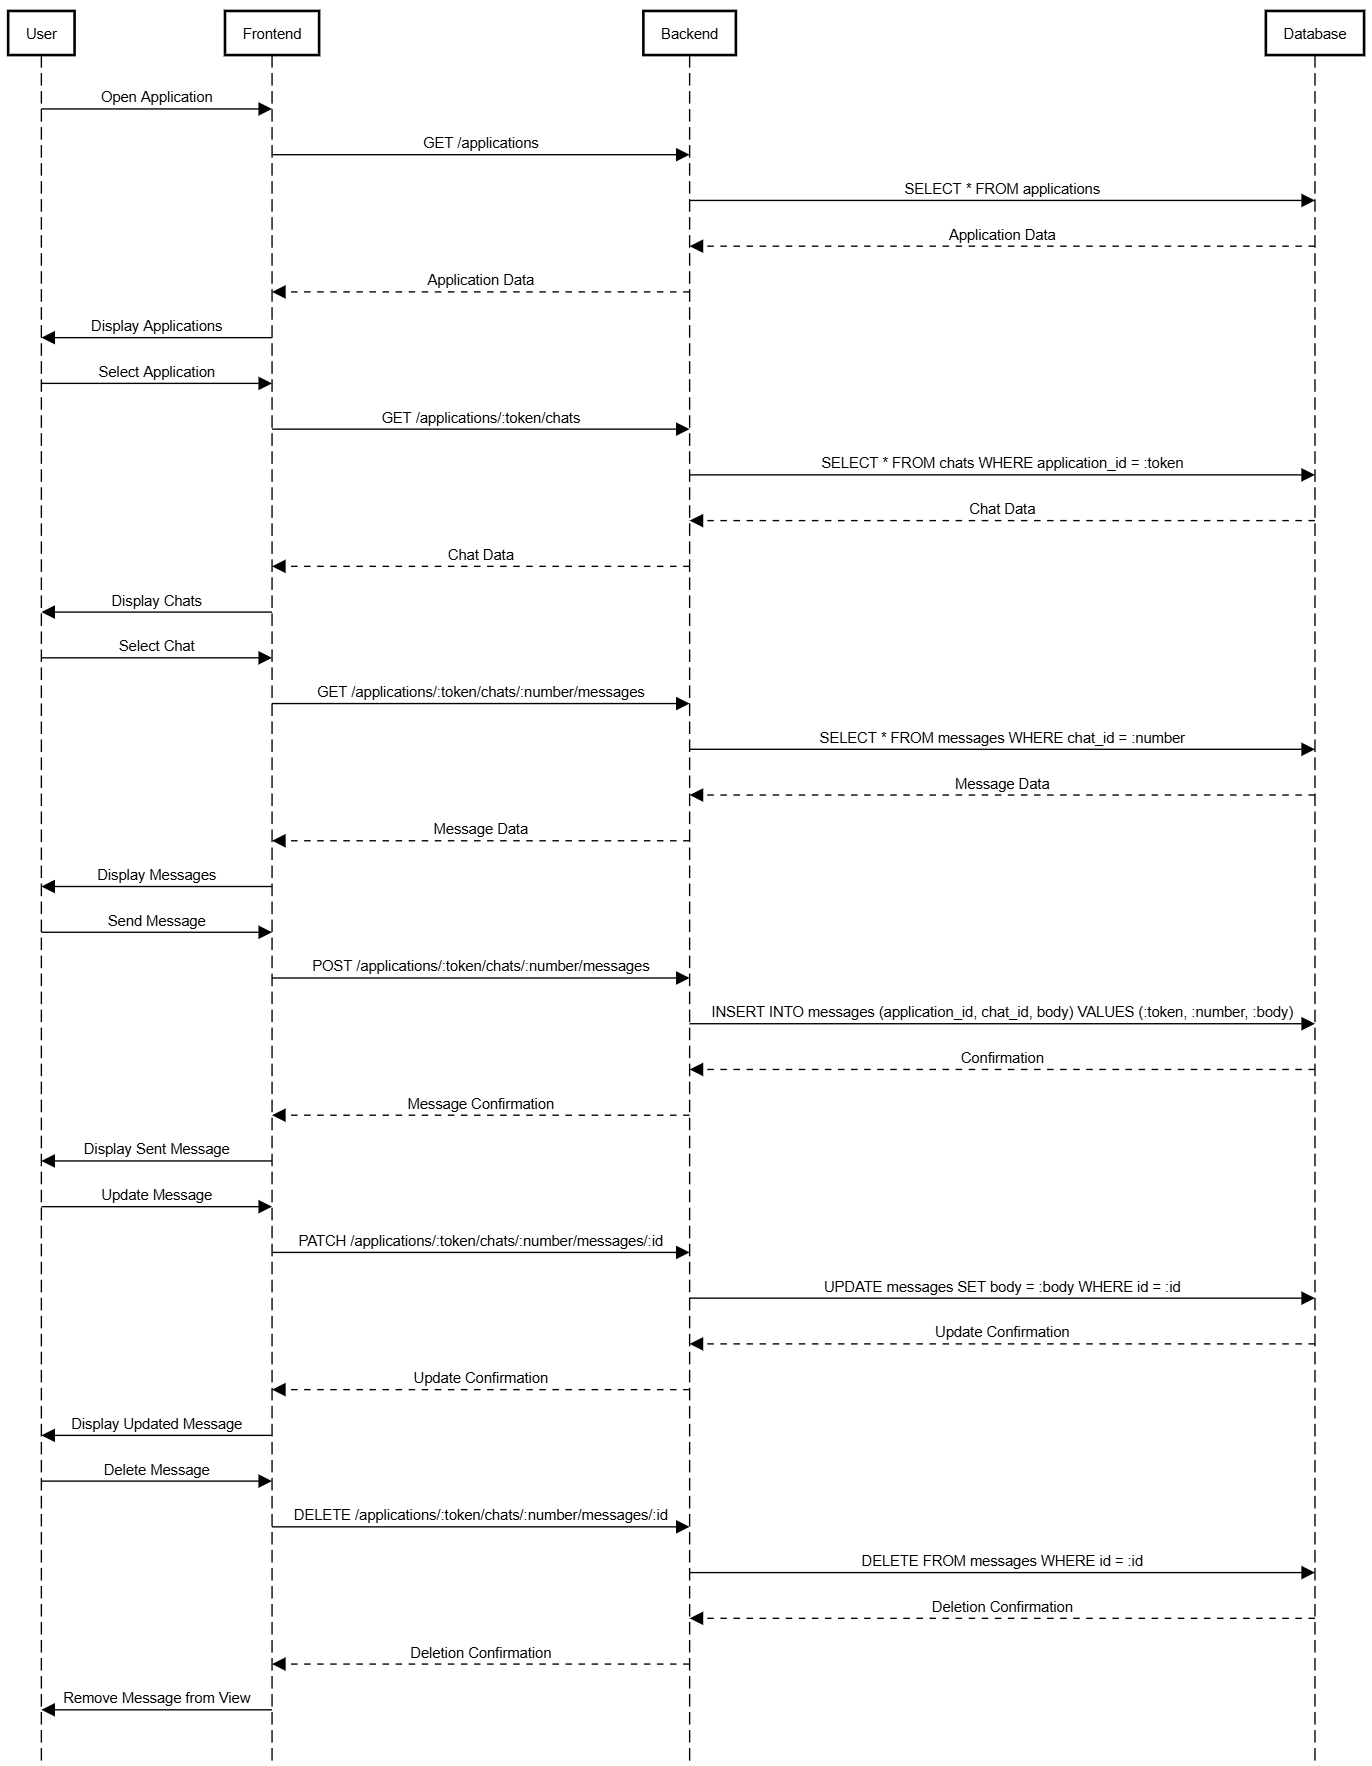 User
Frontend
Backend
Database
Open Application
GET /applications
SELECT * FROM applications
Application Data
Application Data
Display Applications
Select Application
GET /applications/:token/chats
SELECT * FROM chats WHERE application_id = :token
Chat Data
Chat Data
Display Chats
Select Chat
GET /applications/:token/chats/:number/messages
SELECT * FROM messages WHERE chat_id = :number
Message Data
Message Data
Display Messages
Send Message
POST /applications/:token/chats/:number/messages
INSERT INTO messages (application_id, chat_id, body) VALUES (:token, :number, :body)
Confirmation
Message Confirmation
Display Sent Message
Update Message
PATCH /applications/:token/chats/:number/messages/:id
UPDATE messages SET body = :body WHERE id = :id
Update Confirmation
Update Confirmation
Display Updated Message
Delete Message
DELETE /applications/:token/chats/:number/messages/:id
DELETE FROM messages WHERE id = :id
Deletion Confirmation
Deletion Confirmation
Remove Message from View